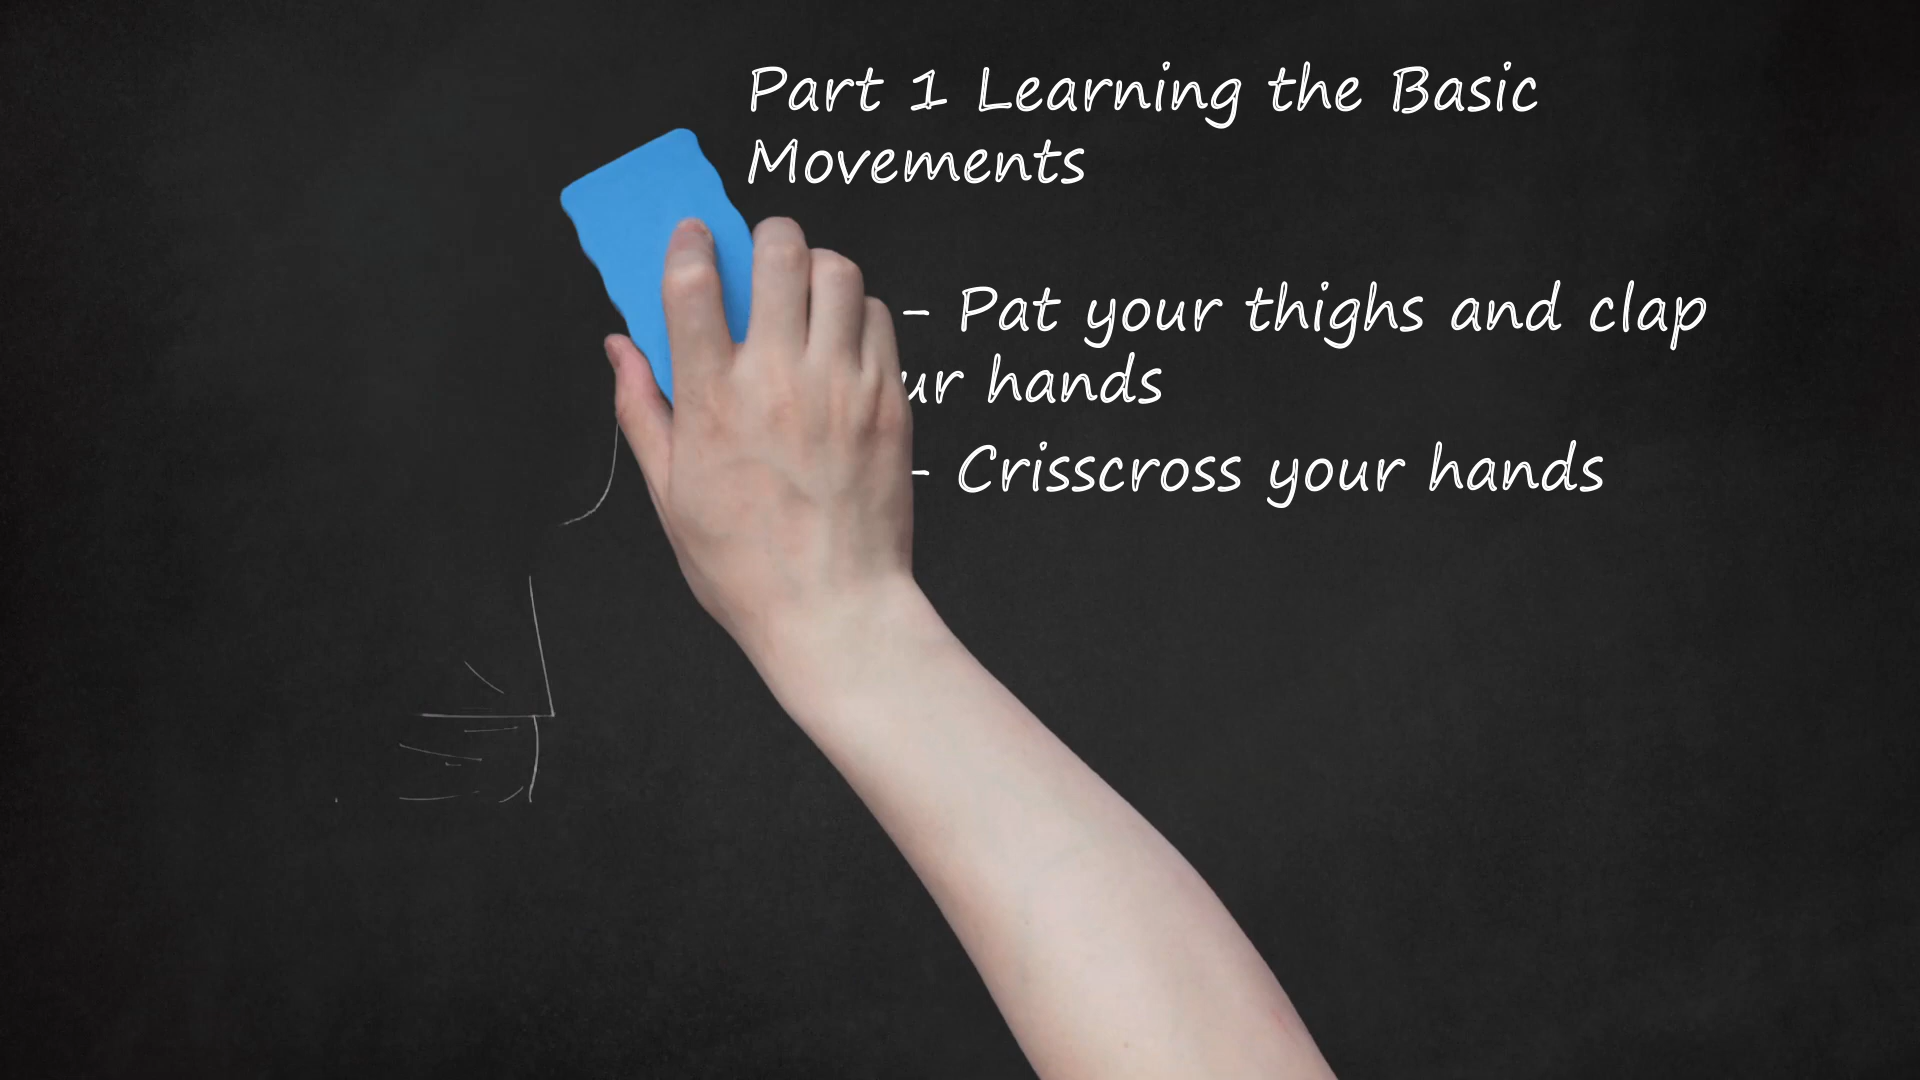 Part 1 Learning the Basic
Movements
- Pat your thighs and clap
ur hands
- Crisscross your hands